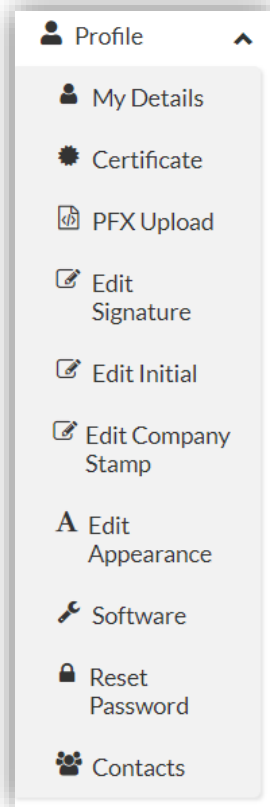 Profile
My Details
Certificate
PFX Upload
Edit
Signature
Edit Initial
Edit Company
Stamp
Edit
Appearance
Software
Reset
Password
Contacts